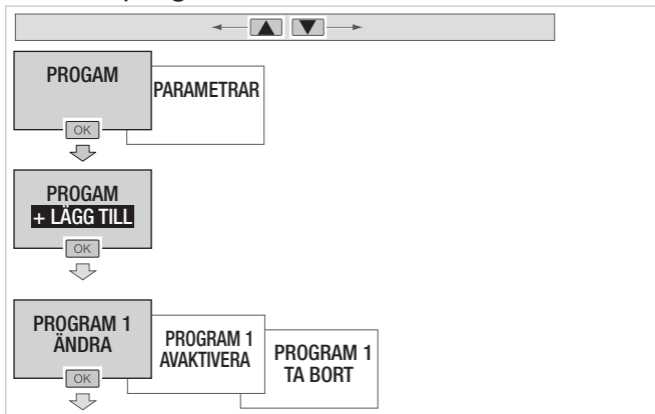 PROGAM
PARAMETRAR
OK
PROGAM
+ LÄGG TILL
OK
PROGRAM 1
ÄNDRA
PROGRAM 1
AVAKTIVERA
PROGRAM 1
TA BORT
OK